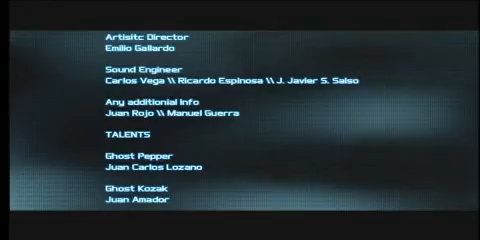 Artisitc Director
Emilio Gallardo
Sound Engineer
Carlos Vega \\ Ricardo Espinosa \\ J. Javier S. Salso
Any additionial Info
Juan Rojo \\ Manuel Guerra
TALENTS
Ghost Pepper
Juan Carlos Lozano
Ghost Kozak
Juan Amador